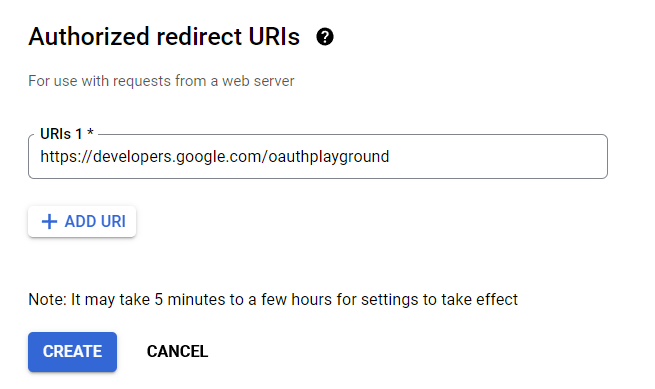 Authorized redirect URIs ?
For use with requests from a web server
URIs 1 *
https://developers.google.com/oauthplayground
+ ADD URI
Note: It may take 5 minutes to a few hours for settings to take effect
CREATE CANCEL